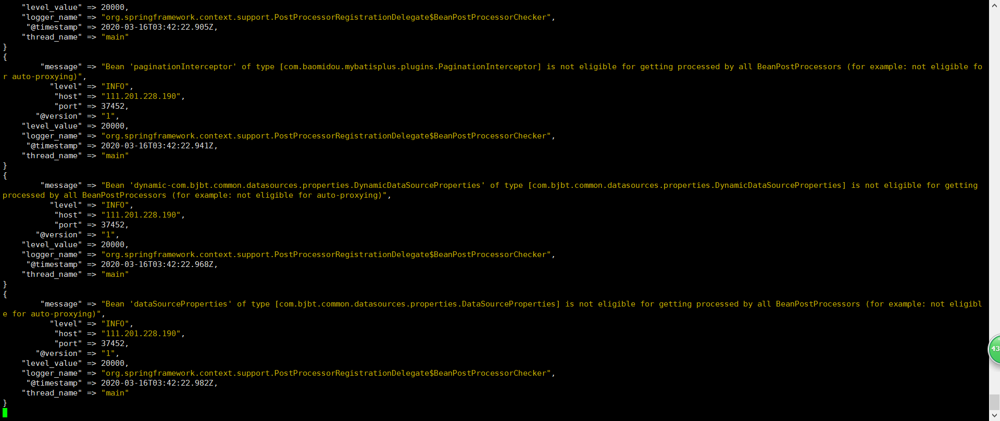 "level_value" => 20000,
"logger_name" => "org.springframework.context.support.PostProcessorRegistrationDelegate$BeanPostProcessorChecker",
"@timestamp" => 2020-03-16T03:42:22.905Z,
"thread_name" => "main"
}
{
"message" => "Bean 'paginationInterceptor' of type [com.baomidou.mybatisplus.plugins.PaginationInterceptor] is not eligible for getting processed by all BeanPostProcessors (for example: not eligible fo
r auto-proxying)",
"level" => "INFO",
"host" => "111.201.228.190",
"port" => 37452,
"@version" => "1",
"level_value" => 20000,
"logger_name" => "org.springframework.context.support.PostProcessorRegistrationDelegate$BeanPostProcessorChecker",
"@timestamp" => 2020-03-16T03:42:22.941Z,
"thread_name" => "main"
}
{
"message" => "Bean 'dynamic-com.bjbt.common.datasources.properties.DynamicDataSourceProperties' of type [com.bjbt.common.datasources.properties.DynamicDataSourceProperties] is not eligible for getting
processed by all BeanPostProcessors (for example: not eligible for auto-proxying)",
"level" => "INFO",
"host" => "111.201.228.190",
"port" => 37452,
"@version" => "1",
"level_value" => 20000,
"logger_name" => "org.springframework.context.support.PostProcessorRegistrationDelegate$BeanPostProcessorChecker",
"@timestamp" => 2020-03-16T03:42:22.968Z,
"thread_name" => "main"
}
{
"message" => "Bean 'dataSourceProperties' of type [com.bjbt.common.datasources.properties.DataSourceProperties] is not eligible for getting processed by all BeanPostProcessors (for example: not eligibl
e for auto-proxying)",
"level" => "INFO",
"host" => "111.201.228.190",
"port" => 37452,
"@version" => "1",
"level_value" => 20000,
"logger_name" => "org.springframework.context.support.PostProcessorRegistrationDelegate$BeanPostProcessorChecker",
"@timestamp" => 2020-03-16T03:42:22.982Z,
"thread_name" => "main"
}
43